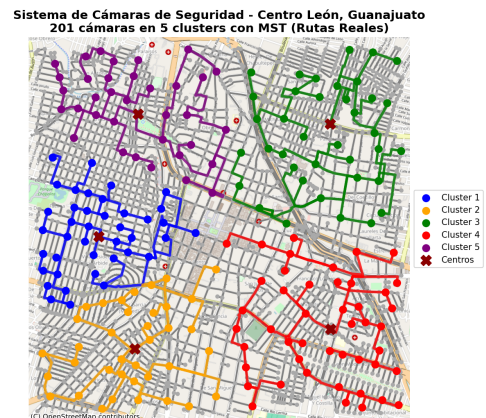 Sistema de Cámaras de Seguridad - Centro León, Guanajuato
201 cámaras en 5 clusters con MST (Rutas Reales)
Cluster 1
Cluster 2
Cluster 3
Cluster 4
Cluster 5
Centros
(C) OpenStreetMap contributors